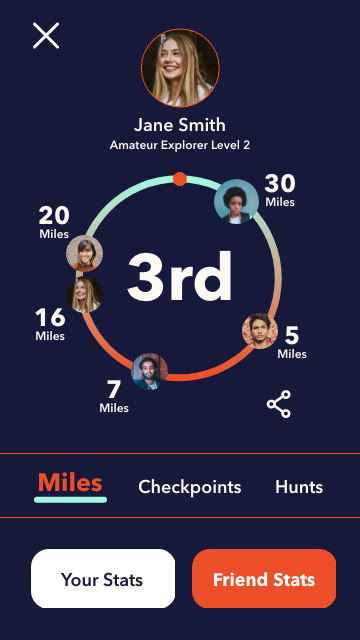 Jane Smith
Amateur Explorer Level 2
30
Miles
20
Miles
3rd
16
Miles
5
Miles
7
Miles
Miles
Checkpoints
Hunts
Your Stats
Friend Stats